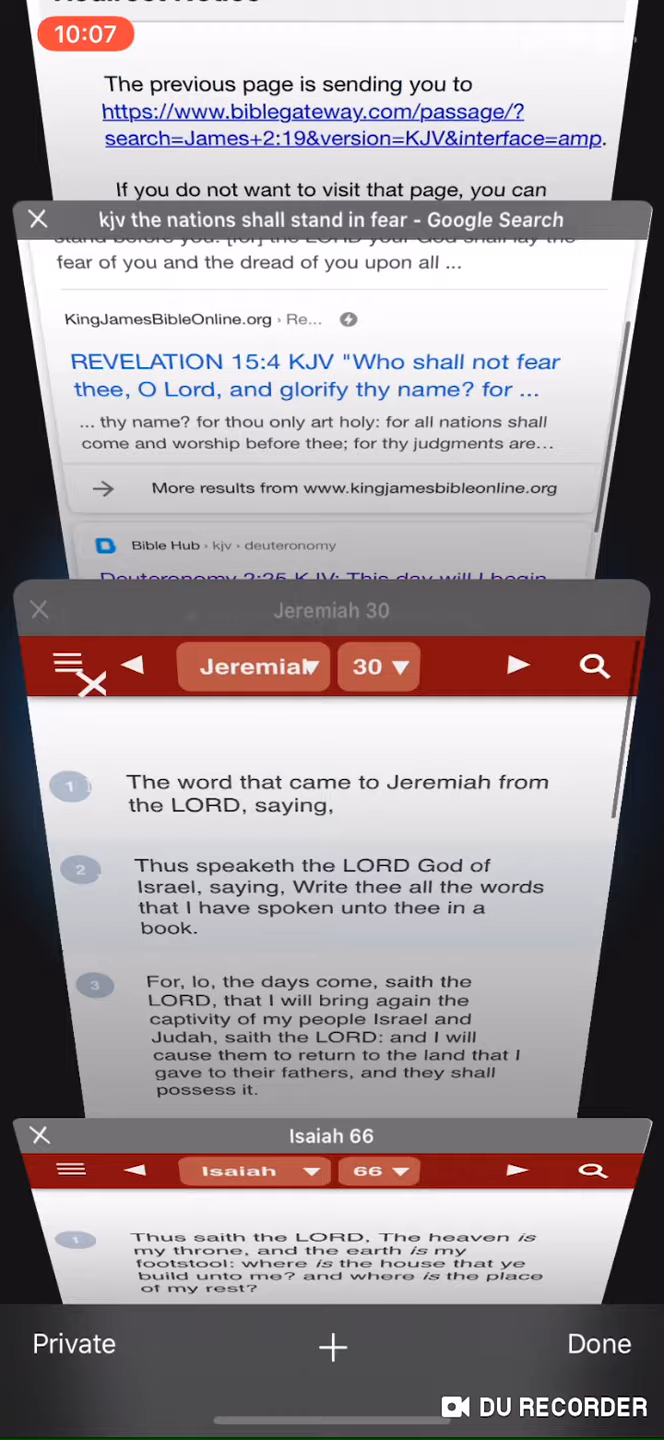 10:07
The previous page is sending you to
https://www.biblegateway.com/passage/?
search=James+2:19&version=KJV&interface=amp.
If you do not want to visit that page, you can
kjv the nations shall stand in fear - Google Search
fear of you and the dread of you upon all ...
KingJamesBibleOnline.org › Re...
REVELATION 15:4 KJV "Who shall not fear
thee, O Lord, and glorify thy name? for ...
... thy name? for thou only art holy: for all nations shall
come and worship before thee; for thy judgments are...
More results from www.kingjamesbibleonline.org
Bible Hub › kjv › deuteronomy
Deuteronomy 2:25 KJV: This day will I begin
Jeremiah 30
Jeremiah 30
1 The word that came to Jeremiah from
the LORD, saying,
2 Thus speaketh the LORD God of
Israel, saying, Write thee all the words
that I have spoken unto thee in a
book.
3 For, lo, the days come, saith the
LORD, that I will bring again the
captivity of my people Israel and
Judah, saith the LORD: and I will
cause them to return to the land that I
gave to their fathers, and they shall
possess it.
Isaiah 66
Isaiah 66
1 Thus saith the LORD, The heaven is
my throne, and the earth is my
footstool: where is the house that ye
build unto me? and where is the place
of my rest?
Private
Done
DU RECORDER